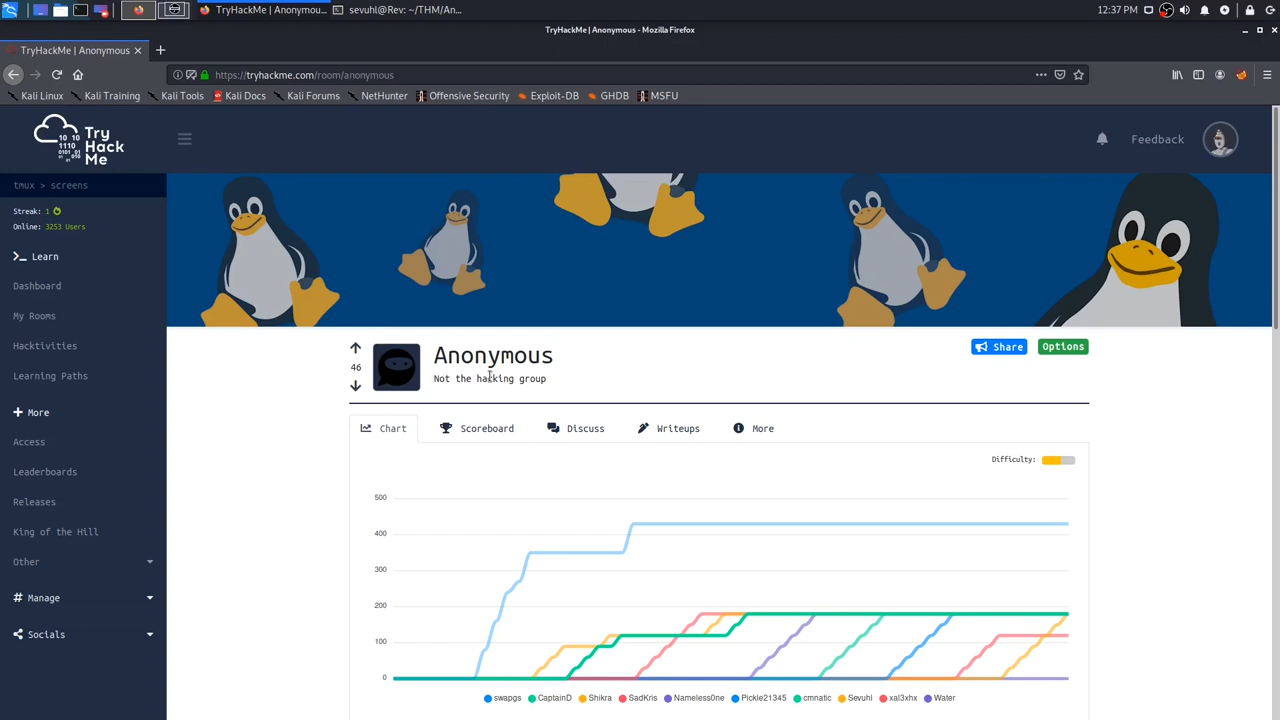 TryHackMe | Anonymou...
sevuhl@Rev: ~/THM/An...
12:37 PM
TryHackMe | Anonymous - Mozilla Firefox
TryHackMe | Anonymous
https://tryhackme.com/room/anonymous
Kali Linux
Kali Training
Kali Tools
Kali Docs
Kali Forums
NetHunter
Offensive Security
Exploit-DB
GHDB
MSFU
Try
Hack
Me
Feedback
tmux > screens
Streak: 1
Online: 3253 Users
Learn
Dashboard
My Rooms
Hacktivities
Learning Paths
More
Access
Leaderboards
Releases
King of the Hill
Other
Manage
Socials
46
Anonymous
Not the hacking group
Share
Options
Chart
Scoreboard
Discuss
Writeups
More
Difficulty:
500
400
300
200
100
0
swapgs
CaptainD
Shikra
SadKris
Nameless0ne
Pickle21345
cmnatic
Sevuhl
xal3xhx
Water